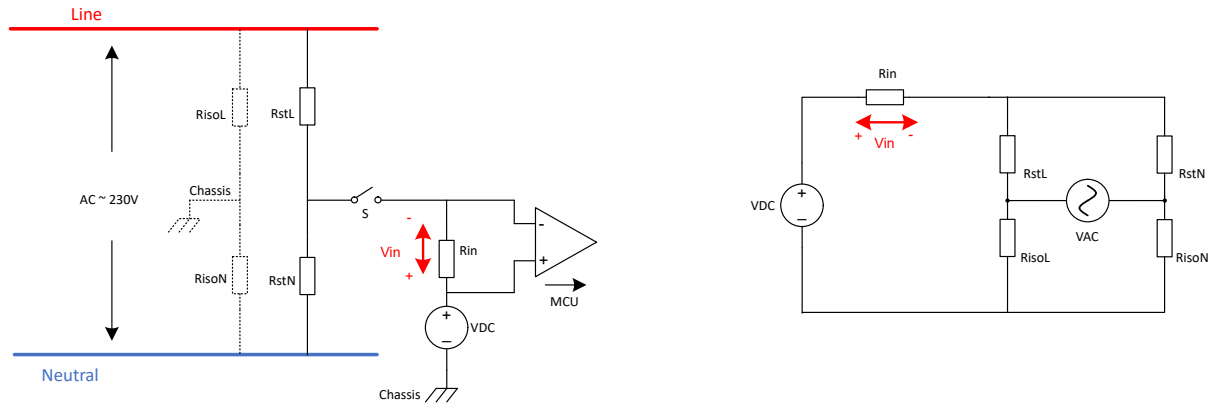 Line
RisoL
RstL
Chassis
AC ~ 230V
S
-
-
Vin
Rin
+
+
MCU
RisoN
RstN
+
VDC
Neutral
Chassis
Rin
+
-
Vin
RstL
RstN
+
VDC
VAC
RisoL
RisoN